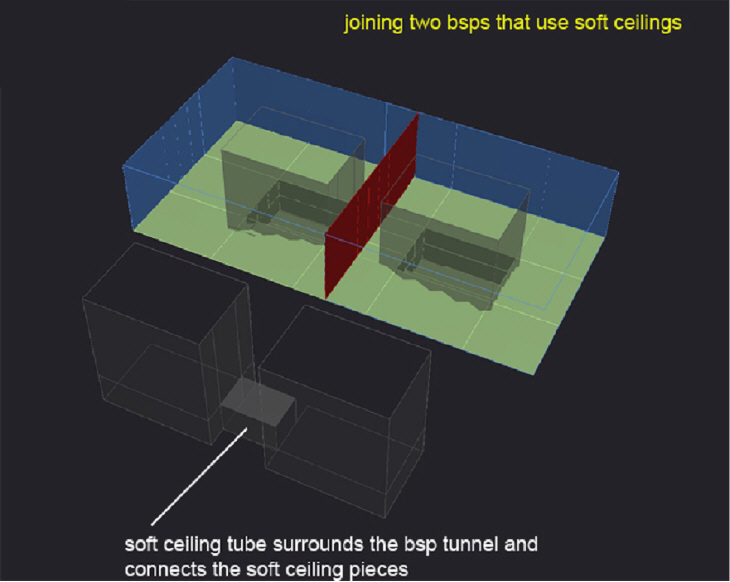 joining two bsps that use soft ceilings
soft ceiling tube surrounds the bsp tunnel and
connects the soft ceiling pieces